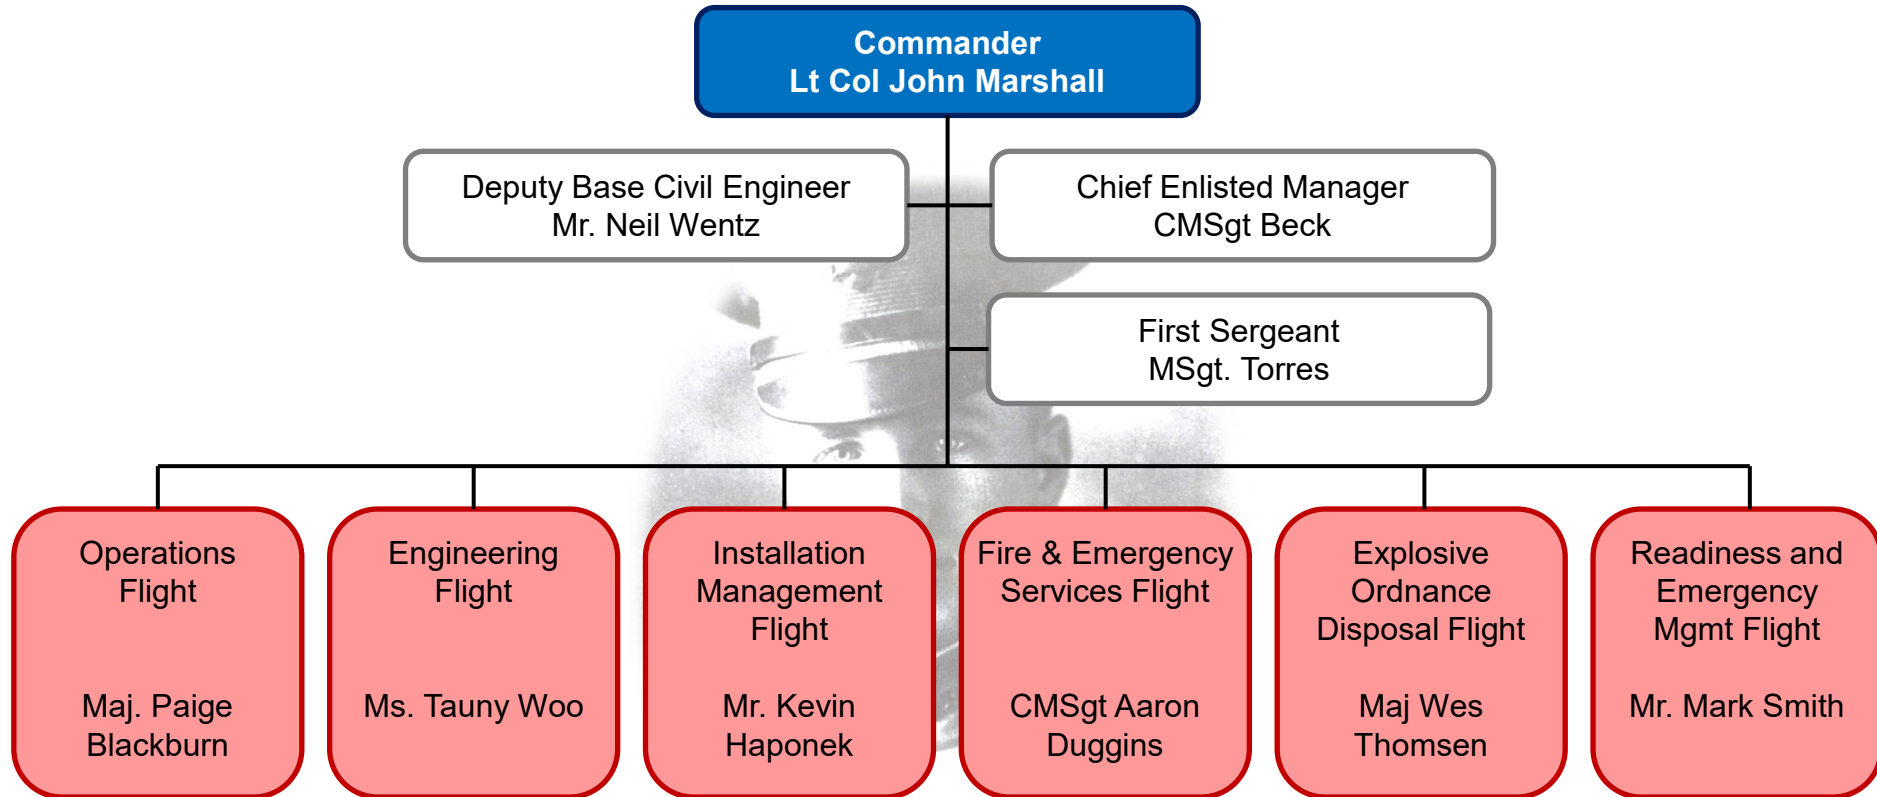 Commander
Lt Col John Marshall
Deputy Base Civil Engineer
Mr. Neil Wentz
Chief Enlisted Manager
CMSgt Beck
First Sergeant
MSgt. Torres
Operations
Flight
Maj. Paige
Blackburn
Engineering
Flight
Ms. Tauny Woo
Installation
Management
Flight
Mr. Kevin
Haponek
Fire & Emergency
Services Flight
CMSgt Aaron
Duggins
Explosive
Ordnance
Disposal Flight
Maj Wes
Thomsen
Readiness and
Emergency
Mgmt Flight
Mr. Mark Smith